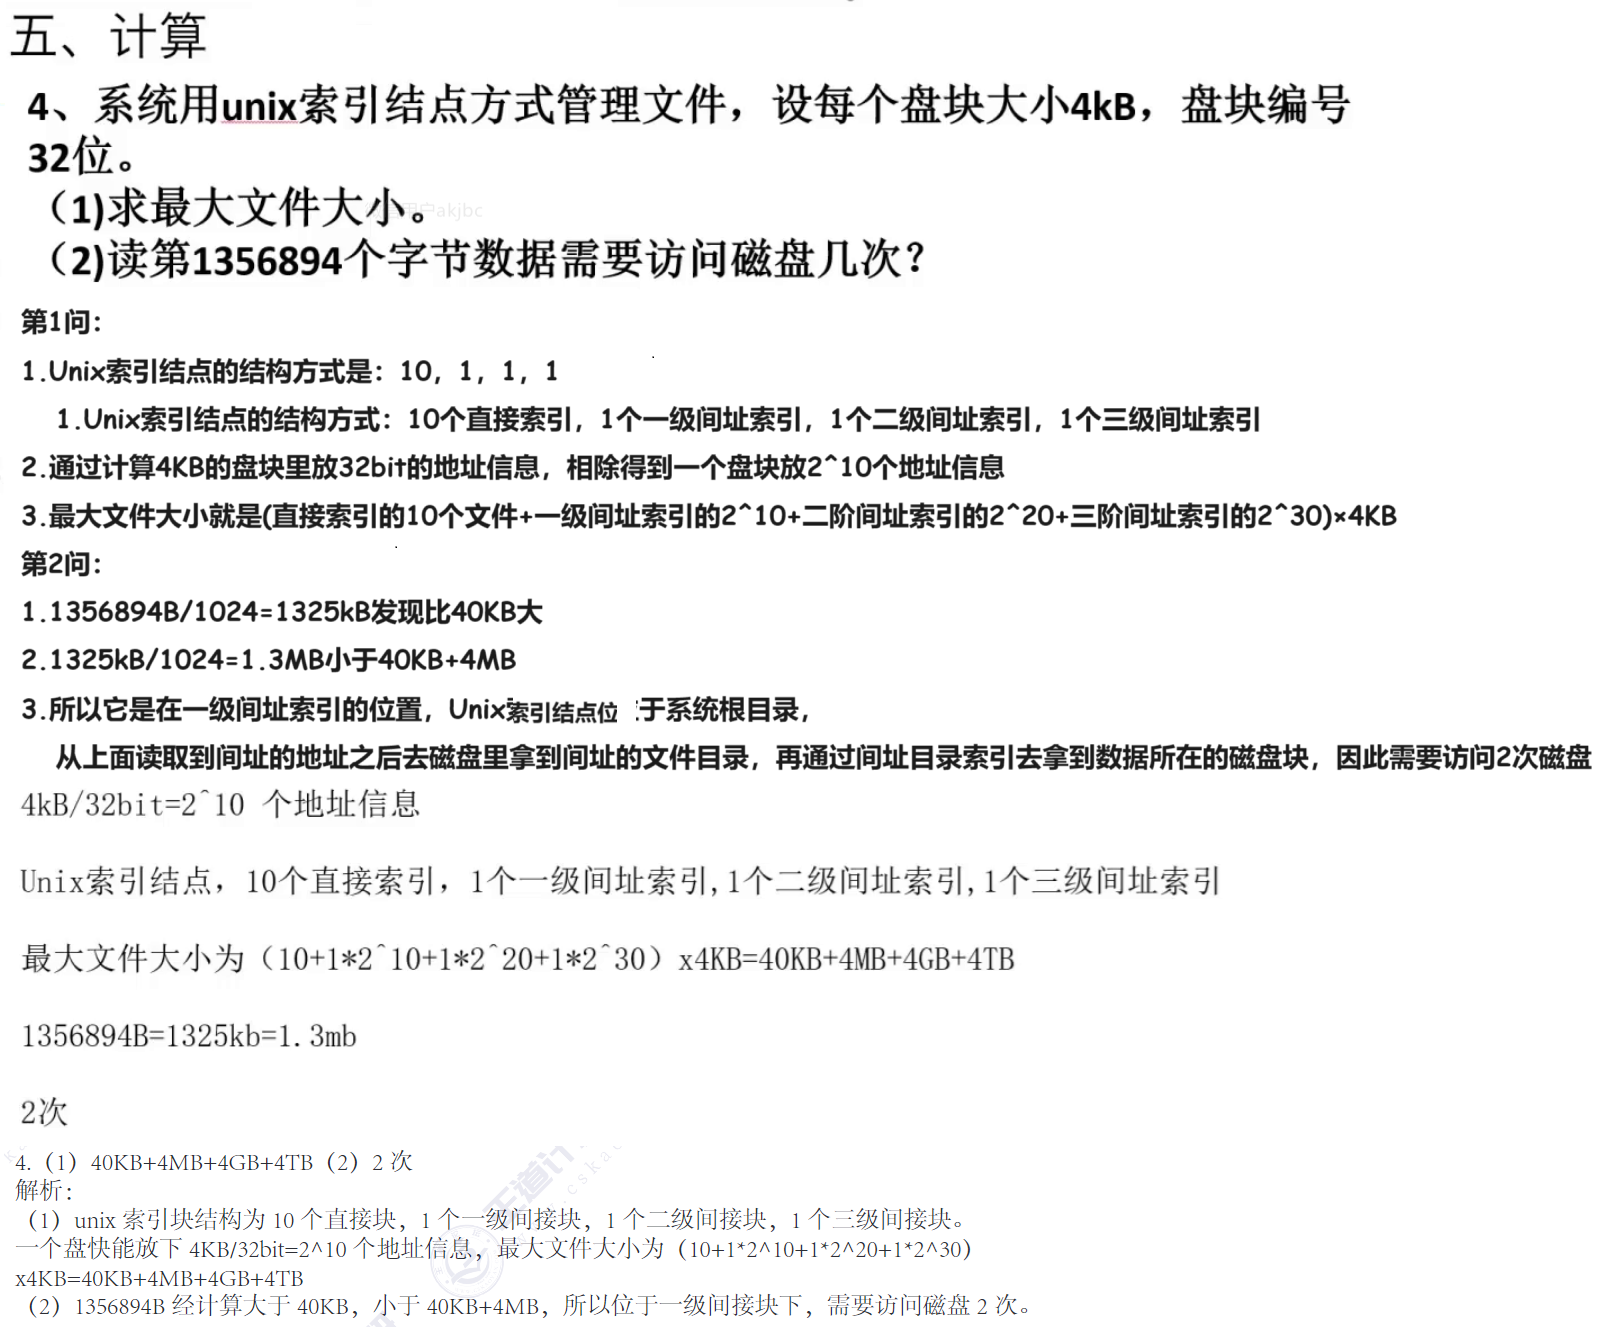 五、计算
4、系统用unix索引结点方式管理文件，设每个盘块大小4kB，盘块编号
32位。
（1)求最大文件大小。
（2)读第1356894个字节数据需要访问磁盘几次？
第1问：
1.Unix索引结点的结构方式是：10，1，1，1
1.Unix索引结点的结构方式：10个直接索引，1个一级间址索引，1个二级间址索引，1个三级间址索引
2.通过计算4KB的盘块里放32bit的地址信息，相除得到一个盘块放2^10个地址信息
3.最大文件大小就是(直接索引的10个文件+一级间址索引的2^10+二阶间址索引的2^20+三阶间址索引的2^30)×4KB
第2问：
1.1356894B/1024=1325kB发现比40KB大
2.1325kB/1024=1.3MB小于40KB+4MB
3.所以它是在一级间址索引的位置，Unix索引结点位于系统根目录，
从上面读取到间址的地址之后去磁盘里拿到间址的文件目录，再通过间址目录索引去拿到数据所在的磁盘块，因此需要访问2次磁盘
4kB/32bit=2^10 个地址信息
Unix索引结点，10个直接索引，1个一级间址索引,1个二级间址索引,1个三级间址索引
最大文件大小为（10+1*2^10+1*2^20+1*2^30）x4KB=40KB+4MB+4GB+4TB
1356894B=1325kb=1.3mb
2次
4.（1）40KB+4MB+4GB+4TB（2）2 次
解析：
（1）unix 索引块结构为 10 个直接块，1 个一级间接块，1 个二级间接块，1 个三级间接块。
一个盘快能放下 4KB/32bit=2^10 个地址信息，最大文件大小为（10+1*2^10+1*2^20+1*2^30）
x4KB=40KB+4MB+4GB+4TB
（2）1356894B 经计算大于 40KB，小于 40KB+4MB，所以位于一级间接块下，需要访问磁盘 2 次。